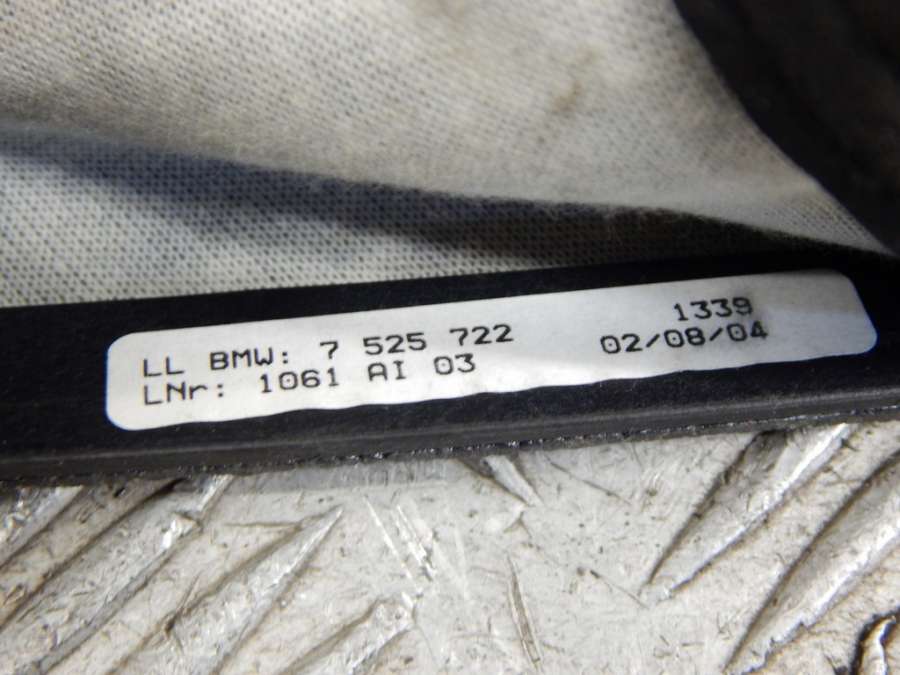 LL BMW: 7 525 722 1339
LNr: 1061 AI 03 02/08/04